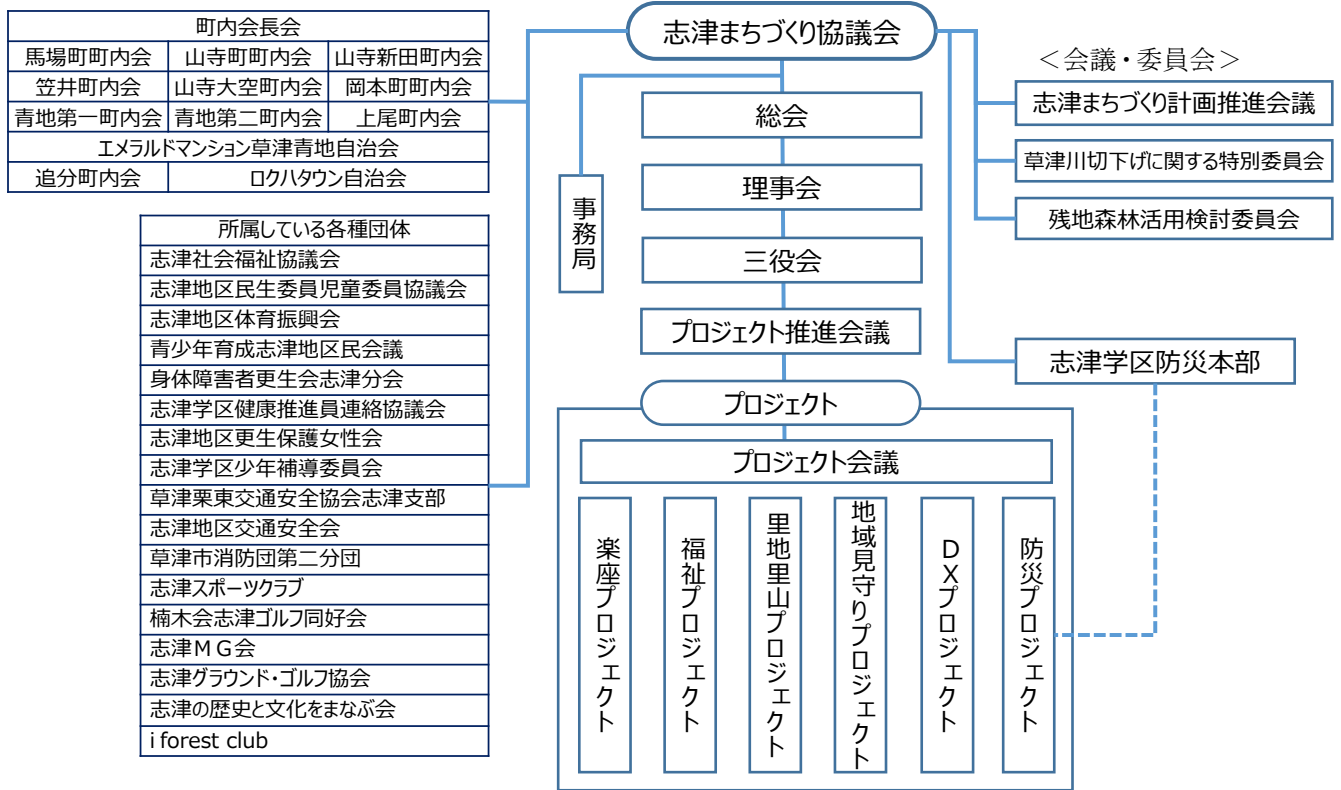 町内会長会
馬場町町内会 山寺町町内会 山寺新田町内会
笠井町内会 山寺大空町内会 岡本町町内会
青地第一町内会 青地第二町内会 上尾町内会
エメラルドマンション草津青地自治会
追分町内会 ロクハタウン自治会
所属している各種団体
志津社会福祉協議会
志津地区民生委員児童委員協議会
志津地区体育振興会
青少年育成志津地区民会議
身体障害者更生会志津分会
志津学区健康推進員連絡協議会
志津地区更生保護女性会
志津学区少年補導委員会
草津栗東交通安全協会志津支部
志津地区交通安全会
草津市消防団第二分団
志津スポーツクラブ
楠木会志津ゴルフ同好会
志津ＭＧ会
志津グラウンド・ゴルフ協会
志津の歴史と文化をまなぶ会
i forest club
志津まちづくり協議会
事務局
総会
理事会
三役会
プロジェクト推進会議
プロジェクト
プロジェクト会議
楽座プロジェクト
福祉プロジェクト
里地里山プロジェクト
地域見守りプロジェクト
ＤＸプロジェクト
防災プロジェクト
＜会議・委員会＞
志津まちづくり計画推進会議
草津川切下げに関する特別委員会
残地森林活用検討委員会
志津学区防災本部